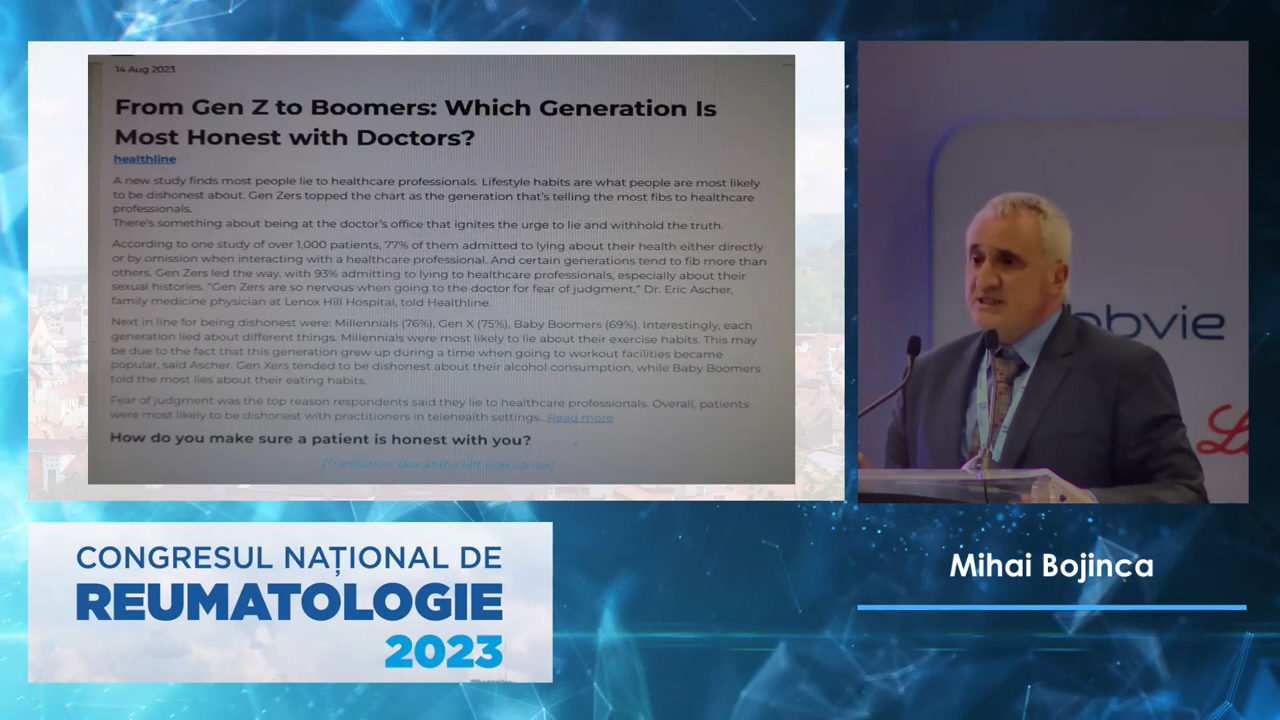 14 Aug 2023
From Gen Z to Boomers: Which Generation Is
Most Honest with Doctors?
healthline
A new study finds most people lie to healthcare professionals. Lifestyle habits are what people are most likely
to be dishonest about. Gen Zers topped the chart as the generation that's telling the most fibs to healthcare
professionals.
There's something about being at the doctor's office that ignites the urge to lie and withhold the truth.
According to one study of over 1,000 patients, 77% of them admitted to lying about their health either directly
or by omission when interacting with a healthcare professional. And certain generations tend to fib more than
others. Gen Zers led the way, with 93% admitting to lying to healthcare professionals, especially about their
sexual histories. "Gen Zers are so nervous when going to the doctor for fear of judgment," Dr. Eric Ascher,
family medicine physician at Lenox Hill Hospital, told Healthline.
Next in line for being dishonest were: Millennials (76%), Gen X (75%), Baby Boomers (69%). Interestingly, each
generation lied about different things. Millennials were most likely to lie about their exercise habits. This may
be due to the fact that this generation grew up during a time when going to workout facilities became
popular, said Ascher. Gen Xers tended to be dishonest about their alcohol consumption, while Baby Boomers
told the most lies about their eating habits.
Fear of judgment was the top reason respondents said they lie to healthcare professionals. Overall, patients
were most likely to be dishonest with practitioners in telehealth settings...Read more
How do you make sure a patient is honest with you?
[Translation: Box at the left side corner]
abbvie
CONGRESUL NAȚIONAL DE
REUMATOLOGIE
2023
Mihai Bojinca